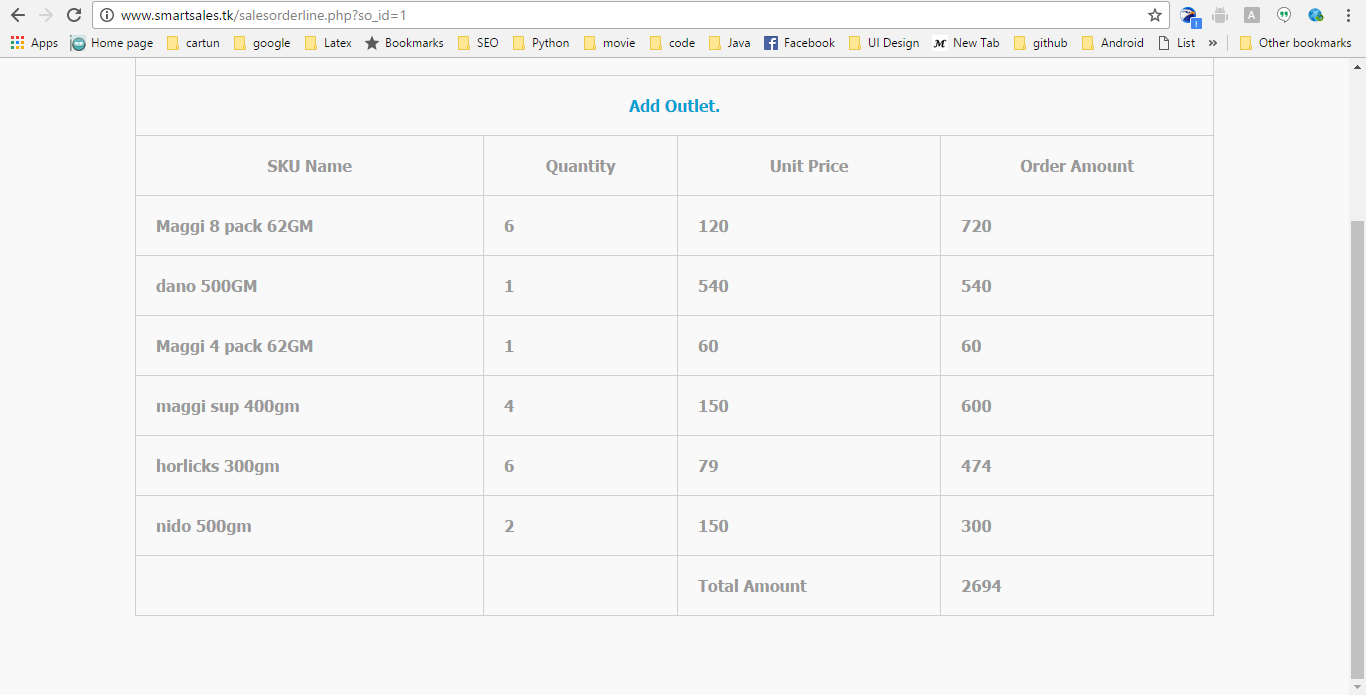 www.smartsales.tk/salesorderline.php?so_id=1
Apps Home page cartun google Latex Bookmarks SEO Python movie code Java Facebook UI Design New Tab github Android List » Other bookmarks
Add Outlet.
SKU Name Quantity Unit Price Order Amount
Maggi 8 pack 62GM 6 120 720
dano 500GM 1 540 540
Maggi 4 pack 62GM 1 60 60
maggi sup 400gm 4 150 600
horlicks 300gm 6 79 474
nido 500gm 2 150 300
Total Amount 2694